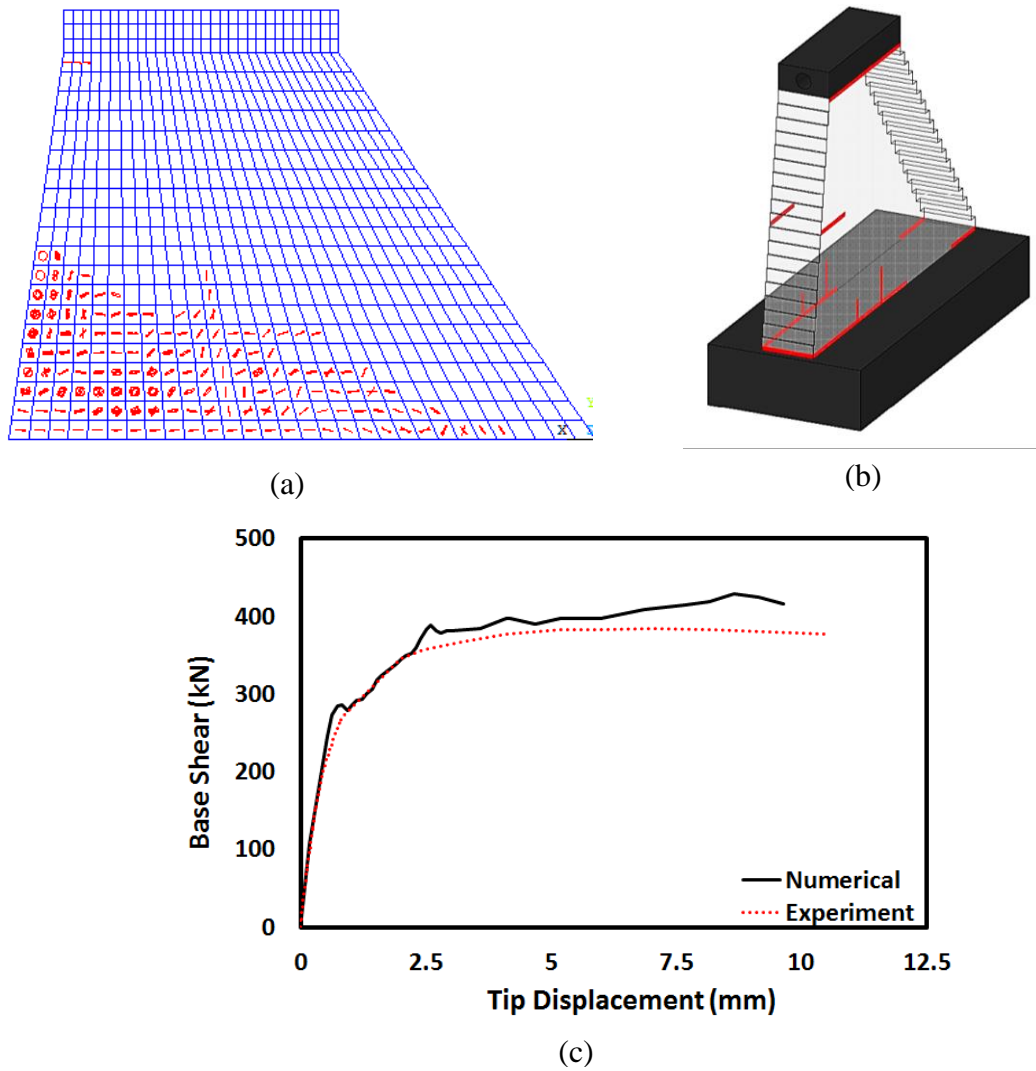 Y
X
(a)
(b)
500
400
300
200
100
0
Base Shear (kN)
Numerical
Experiment
0 2.5 5 7.5 10 12.5
Tip Displacement (mm)
(c)